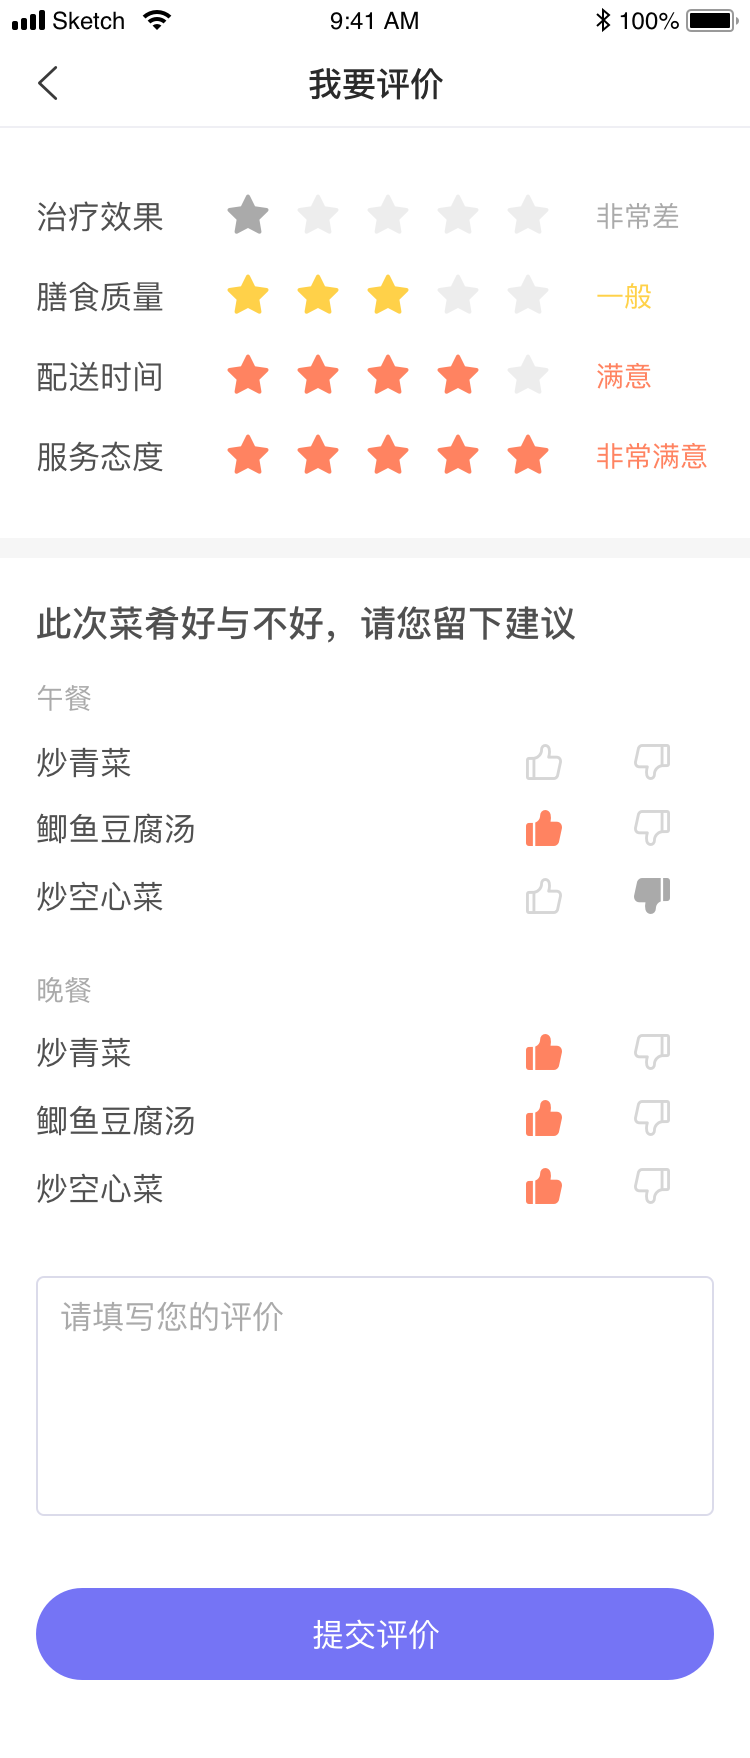 Sketch 9:41 AM 100%
我要评价
治疗效果 非常差
膳食质量 一般
配送时间 满意
服务态度 非常满意
此次菜肴好与不好，请您留下建议
午餐
炒青菜
鲫鱼豆腐汤
炒空心菜
晚餐
炒青菜
鲫鱼豆腐汤
炒空心菜
请填写您的评价
提交评价